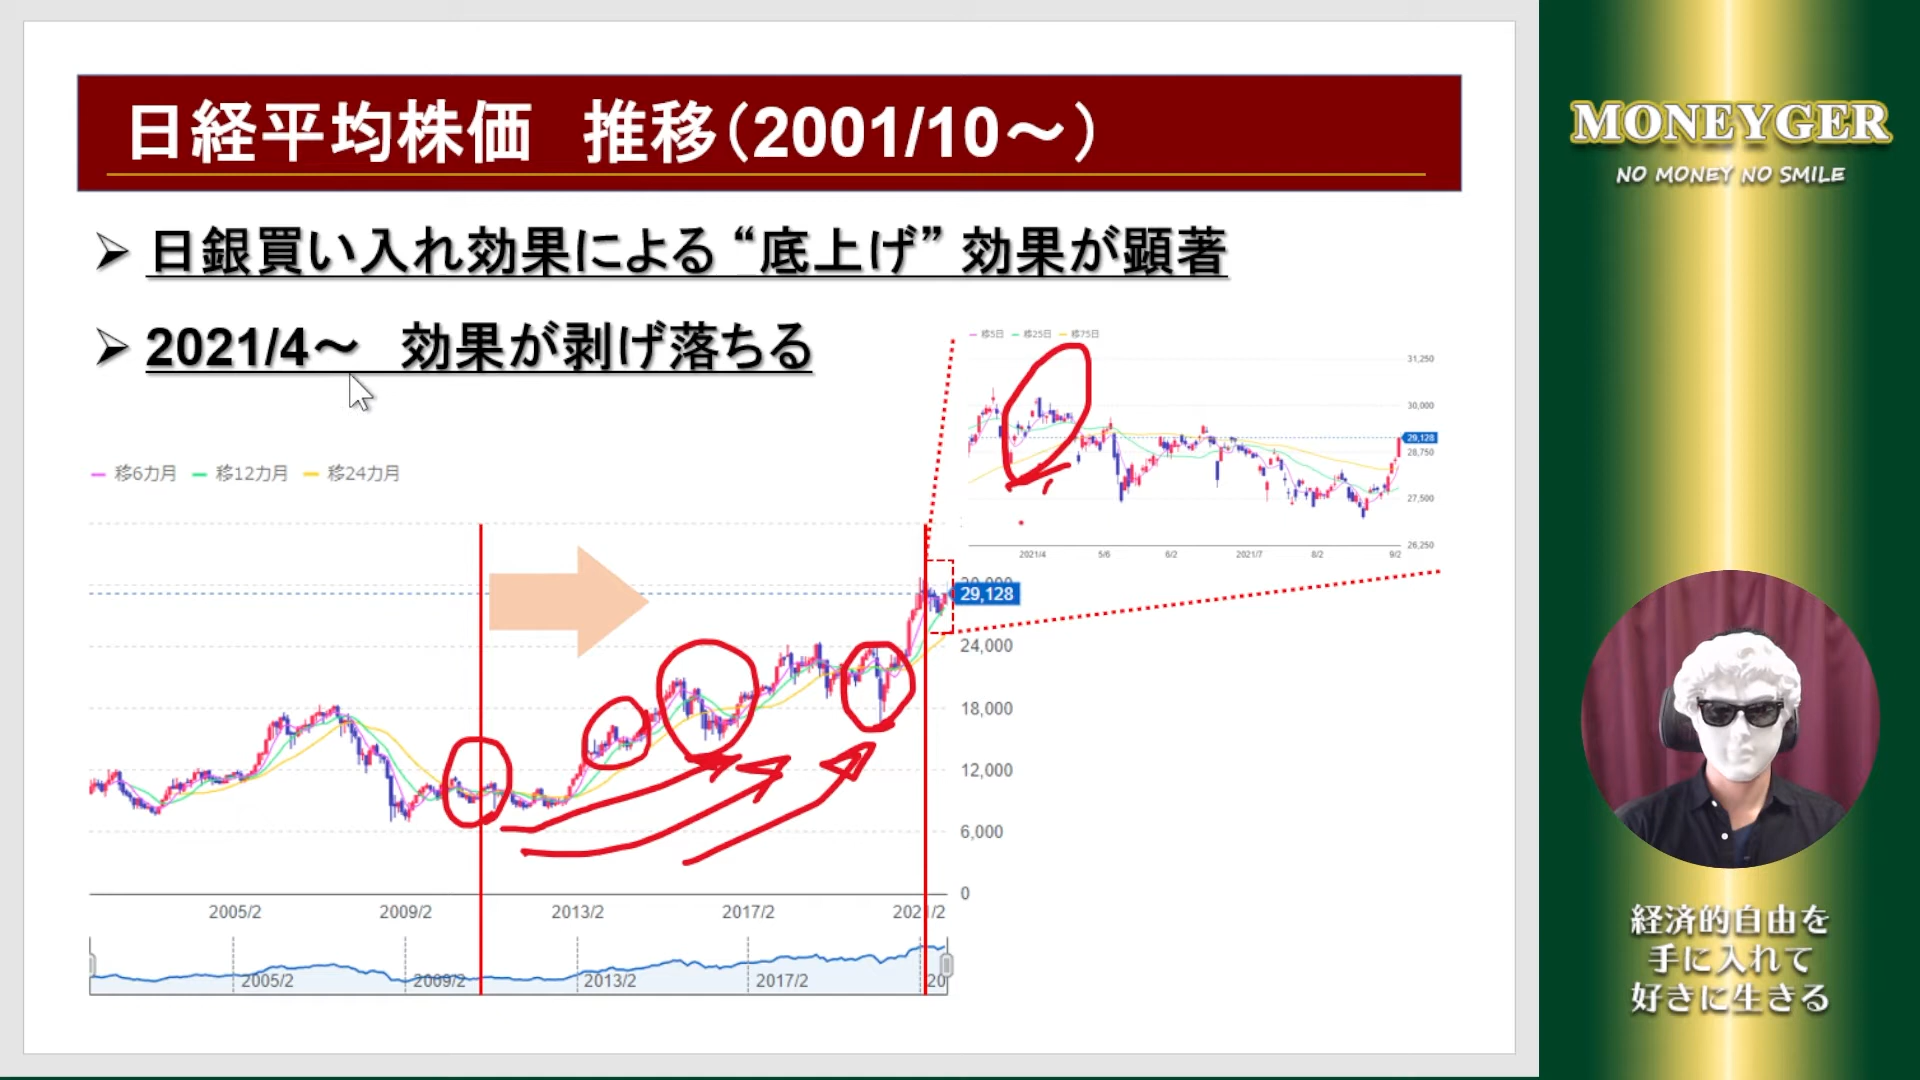 日経平均株価　推移（2001/10～）
MONEYGER
NO MONEY NO SMILE
➢ 日銀買い入れ効果による “底上げ” 効果が顕著
➢ 2021/4～　効果が剥げ落ちる
移5日 移25日 移75日
31,250
30,000
29,128
28,750
27,500
26,250
2021/4 5/6 6/2 2021/7 8/2 9/2
移6カ月 移12カ月 移24カ月
30,000
29,128
24,000
18,000
12,000
6,000
0
2005/2 2009/2 2013/2 2017/2 2021/2
2005/2 2009/2 2013/2 2017/2 20
経済的自由を
手に入れて
好きに生きる